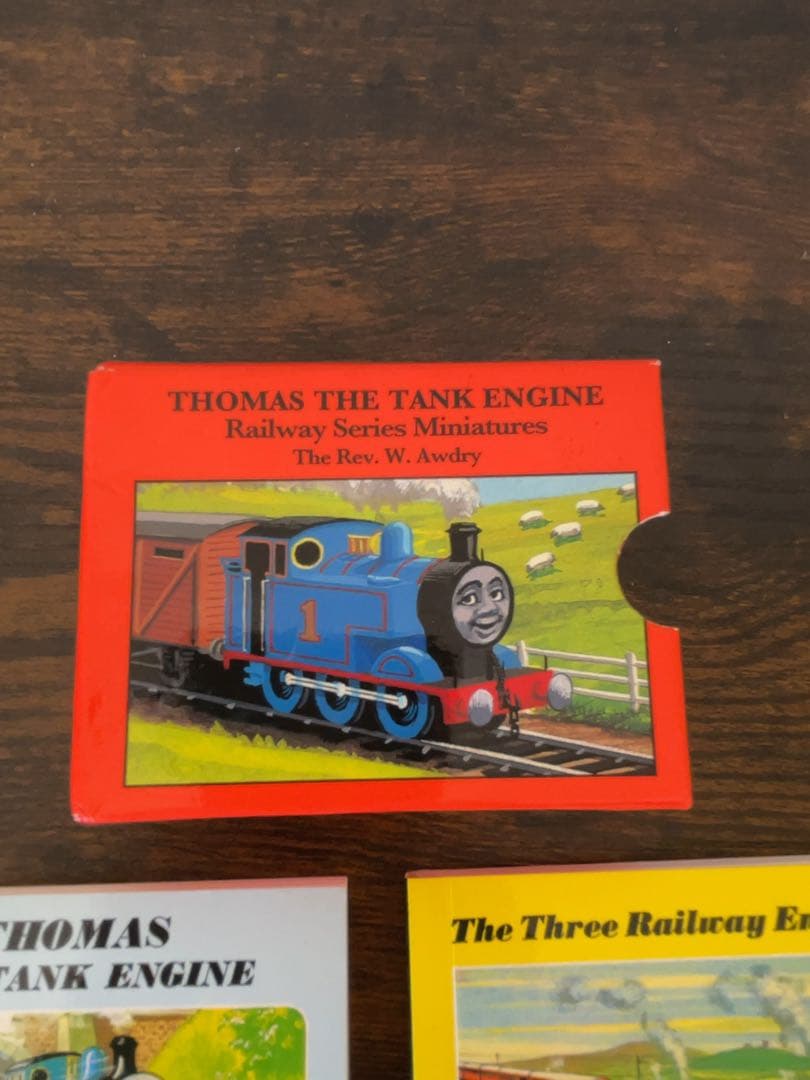 THOMAS THE TANK ENGINE
Railway Series Miniatures
The Rev. W. Awdry
1
THOMAS
TANK ENGINE
The Three Railway